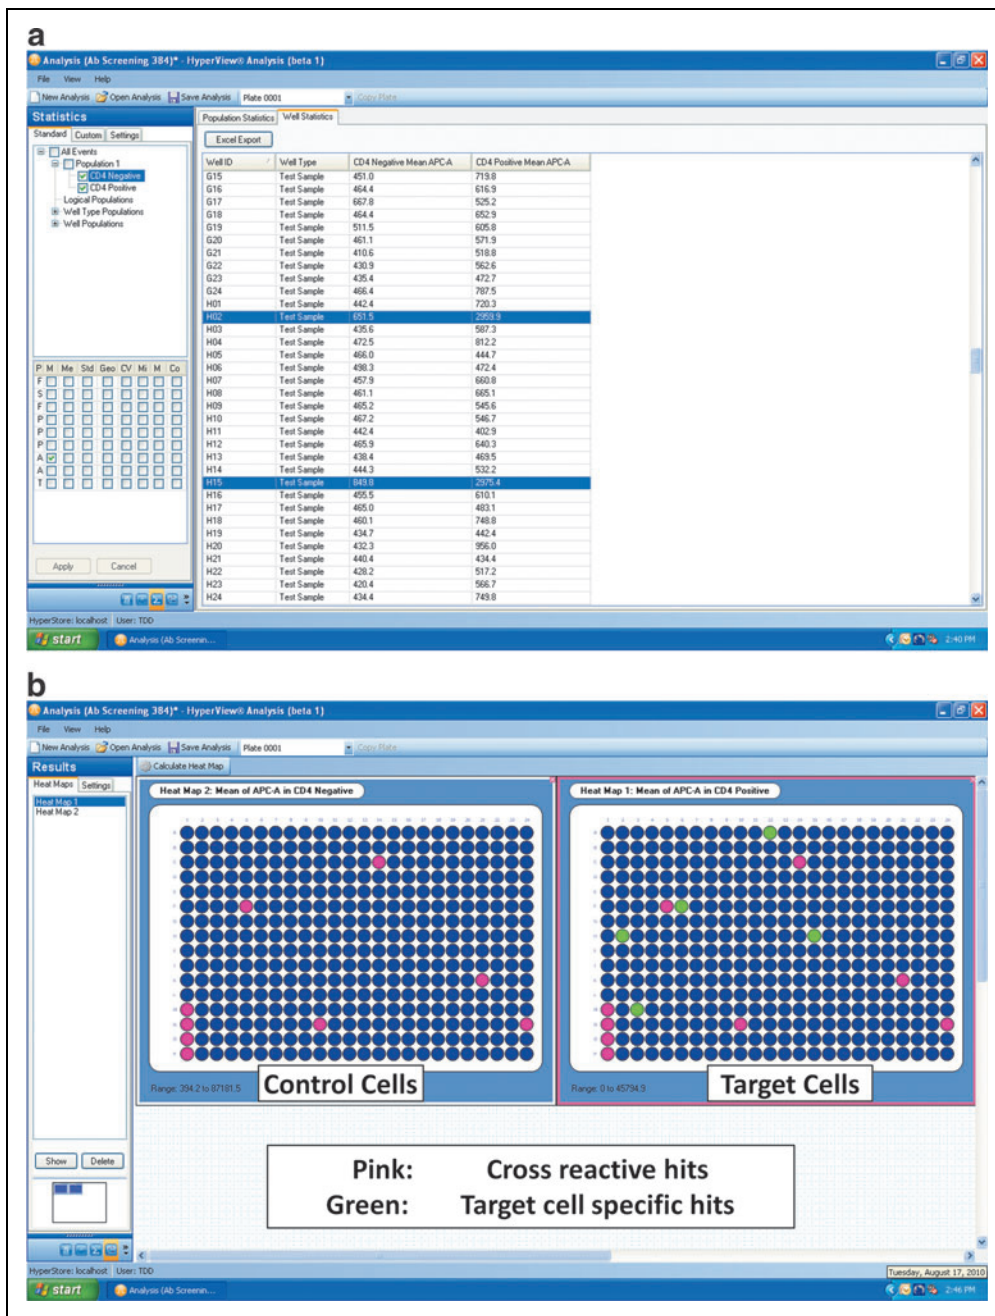 a
Analysis (Ab Screening 384)* - HyperView® Analysis (beta 1)
File View Help
New Analysis Open Analysis Save Analysis Plate 0001 Copy Plate
Statistics
Standard Custom Settings
All Events
Population 1
CD4 Negative
CD4 Positive
Logical Populations
Well Type Populations
Well Populations
P M Me Std Geo CV Mi M Co
F
S
F
P
P
P
A
A
T
Apply Cancel
Population Statistics Well Statistics
Excel Export
Well ID Well Type CD4 Negative Mean APC-A CD4 Positive Mean APC-A
G15 Test Sample 451.0 719.8
G16 Test Sample 464.4 616.9
G17 Test Sample 667.8 525.2
G18 Test Sample 464.4 652.9
G19 Test Sample 511.5 605.8
G20 Test Sample 461.1 571.9
G21 Test Sample 410.6 518.8
G22 Test Sample 430.9 562.6
G23 Test Sample 435.4 472.7
G24 Test Sample 466.4 787.5
H01 Test Sample 442.4 720.3
H02 Test Sample 651.5 2959.9
H03 Test Sample 435.6 587.3
H04 Test Sample 472.5 812.2
H05 Test Sample 466.0 444.7
H06 Test Sample 498.3 472.4
H07 Test Sample 457.9 660.8
H08 Test Sample 461.1 665.1
H09 Test Sample 465.2 545.6
H10 Test Sample 467.2 546.7
H11 Test Sample 442.4 402.9
H12 Test Sample 465.9 640.3
H13 Test Sample 438.4 469.5
H14 Test Sample 444.3 532.2
H15 Test Sample 849.8 2975.4
H16 Test Sample 455.5 610.1
H17 Test Sample 465.0 483.1
H18 Test Sample 460.1 748.8
H19 Test Sample 434.7 442.4
H20 Test Sample 432.3 956.0
H21 Test Sample 440.4 434.4
H22 Test Sample 428.2 517.2
H23 Test Sample 420.4 566.7
H24 Test Sample 434.4 749.8
HyperStore: localhost User: TDD
start Analysis (Ab Screenin... 2:40 PM
b
Analysis (Ab Screening 384)* - HyperView® Analysis (beta 1)
File View Help
New Analysis Open Analysis Save Analysis Plate 0001 Copy Plate
Results
Heat Maps Settings
Heat Map 1
Heat Map 2
Show Delete
Calculate Heat Map
Heat Map 2: Mean of APC-A in CD4 Negative
Range: 394.2 to 87181.5
Control Cells
Heat Map 1: Mean of APC-A in CD4 Positive
Range: 0 to 45794.9
Target Cells
Pink: Cross reactive hits
Green: Target cell specific hits
HyperStore: localhost User: TDD
Tuesday, August 17, 2010
start Analysis (Ab Screenin... 2:46 PM